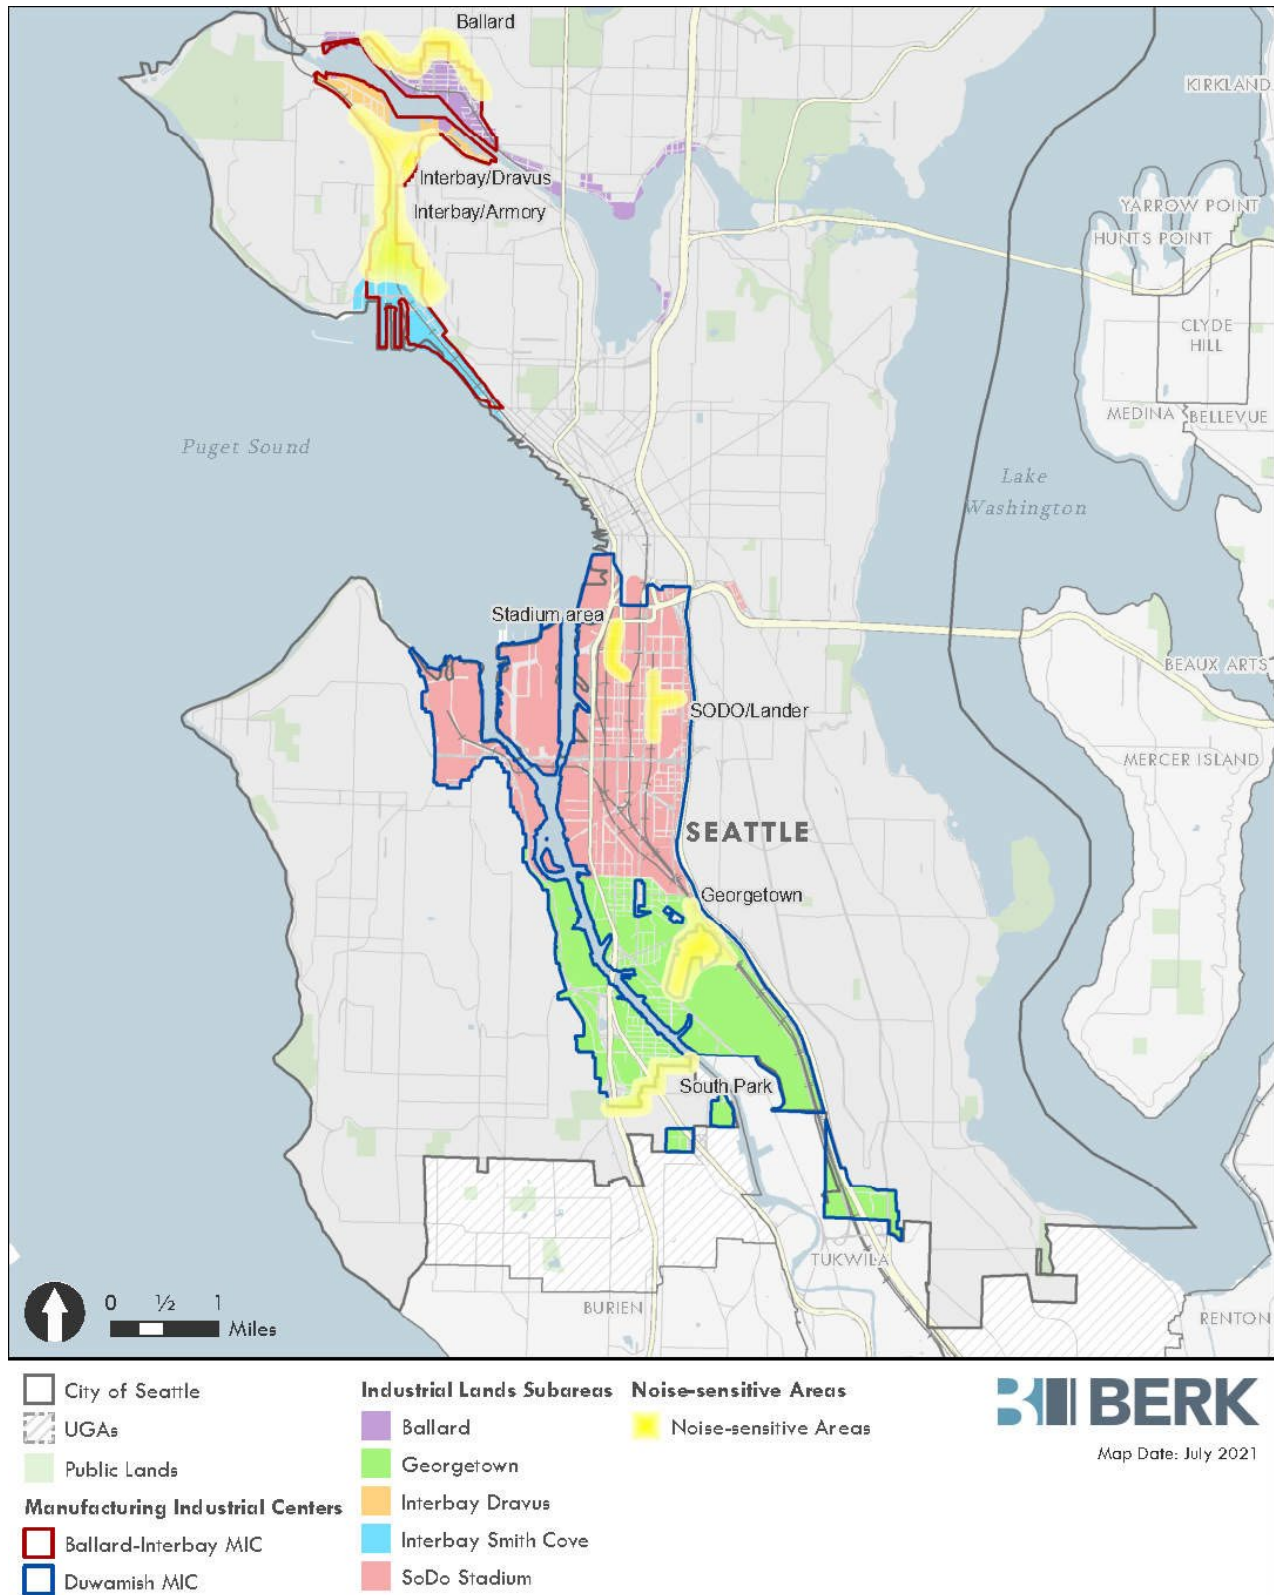 Ballard
KIRKLAND
Interbay/Dravus
Interbay/Armory
YARROW POINT
HUNTS POINT
CLYDE
HILL
MEDINA
BELLEVUE
Puget Sound
Lake
Washington
Stadium area
BEAUX ARTS
SODO/Lander
MERCER ISLAND
SEATTLE
Georgetown
South Park
TUKWILA
BURIEN
RENTON
0 ½ 1
Miles
City of Seattle
UGAs
Public Lands
Manufacturing Industrial Centers
Ballard-Interbay MIC
Duwamish MIC
Industrial Lands Subareas
Ballard
Georgetown
Interbay Dravus
Interbay Smith Cove
SoDo Stadium
Noise-sensitive Areas
Noise-sensitive Areas
BERK
Map Date: July 2021